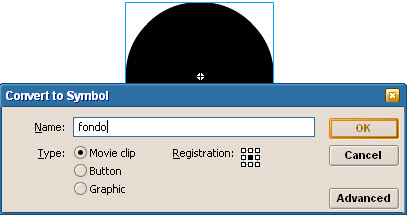 Convert to Symbol
Name: fondo OK
Type: Movie clip Registration: Cancel
Button
Graphic Advanced